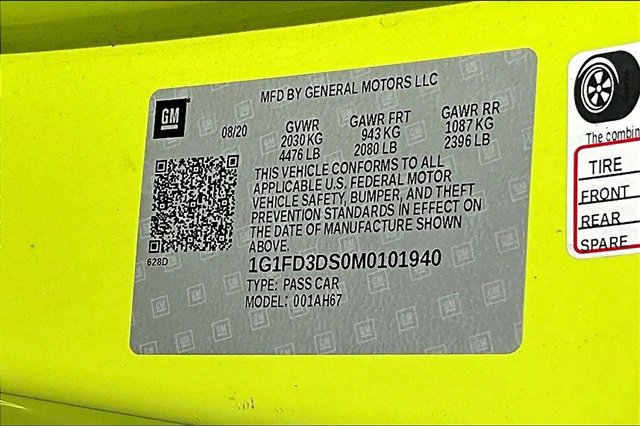 MFD BY GENERAL MOTORS LLC
GM
08/20 GVWR GAWR FRT GAWR RR
2030 KG 943 KG 1087 KG
4476 LB 2080 LB 2396 LB
THIS VEHICLE CONFORMS TO ALL
APPLICABLE U.S. FEDERAL MOTOR
VEHICLE SAFETY, BUMPER, AND THEFT
PREVENTION STANDARDS IN EFFECT ON
THE DATE OF MANUFACTURE SHOWN
ABOVE.
628D
1G1FD3DS0M0101940
TYPE: PASS CAR
MODEL: 001AH67
The combin
TIRE
FRONT
REAR
SPARE